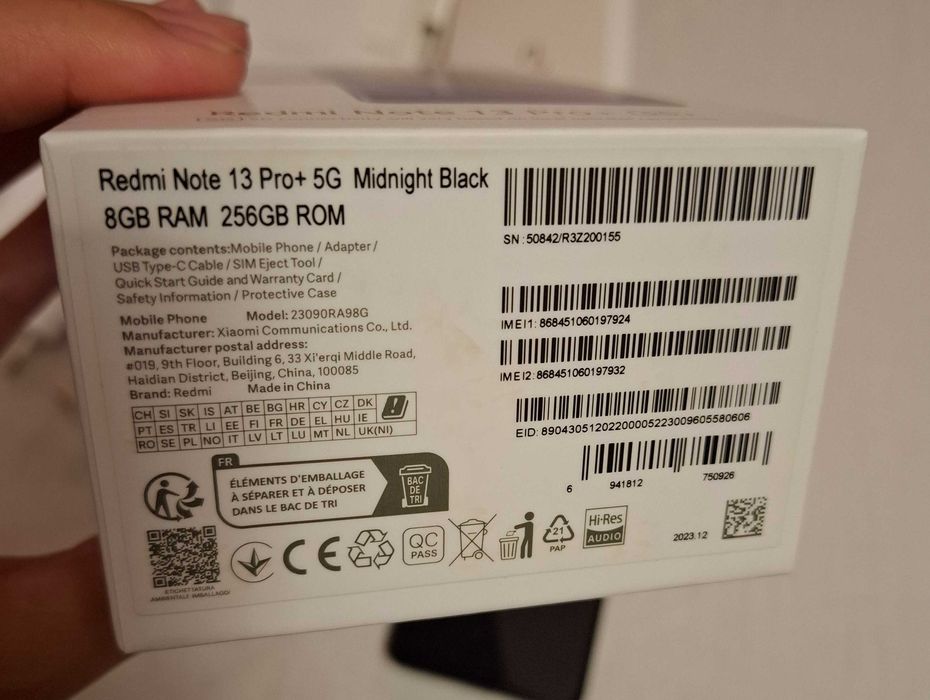 Redmi Note 13 Pro+ 5G Midnight Black
8GB RAM 256GB ROM
Package contents:Mobile Phone / Adapter /
USB Type-C Cable / SIM Eject Tool /
Quick Start Guide and Warranty Card /
Safety Information / Protective Case
Mobile Phone Model: 23090RA98G
Manufacturer: Xiaomi Communications Co., Ltd.
Manufacturer postal address:
#019, 9th Floor, Building 6, 33 Xi'erqi Middle Road,
Haidian District, Beijing, China, 100085
Brand: Redmi Made in China
CH SI SK IS AT BE BG HR CY CZ DK
PT ES TR LI EE FI FR DE EL HU IE
RO SE PL NO IT LV LT LU MT NL UK(NI)
SN : 50842/R3Z200155
IMEI1: 868451060197924
IMEI2: 868451060197932
EID: 89043051202200005223009605580606
6 941812 750926
FR
ÉLÉMENTS D'EMBALLAGE
À SÉPARER ET À DÉPOSER
DANS LE BAC DE TRI
BAC
DE
TRI
ETICHETTATURA
AMBIENTALE IMBALLAGGI
CE
QC
PASS
21
PAP
Hi-Res
AUDIO
2023.12